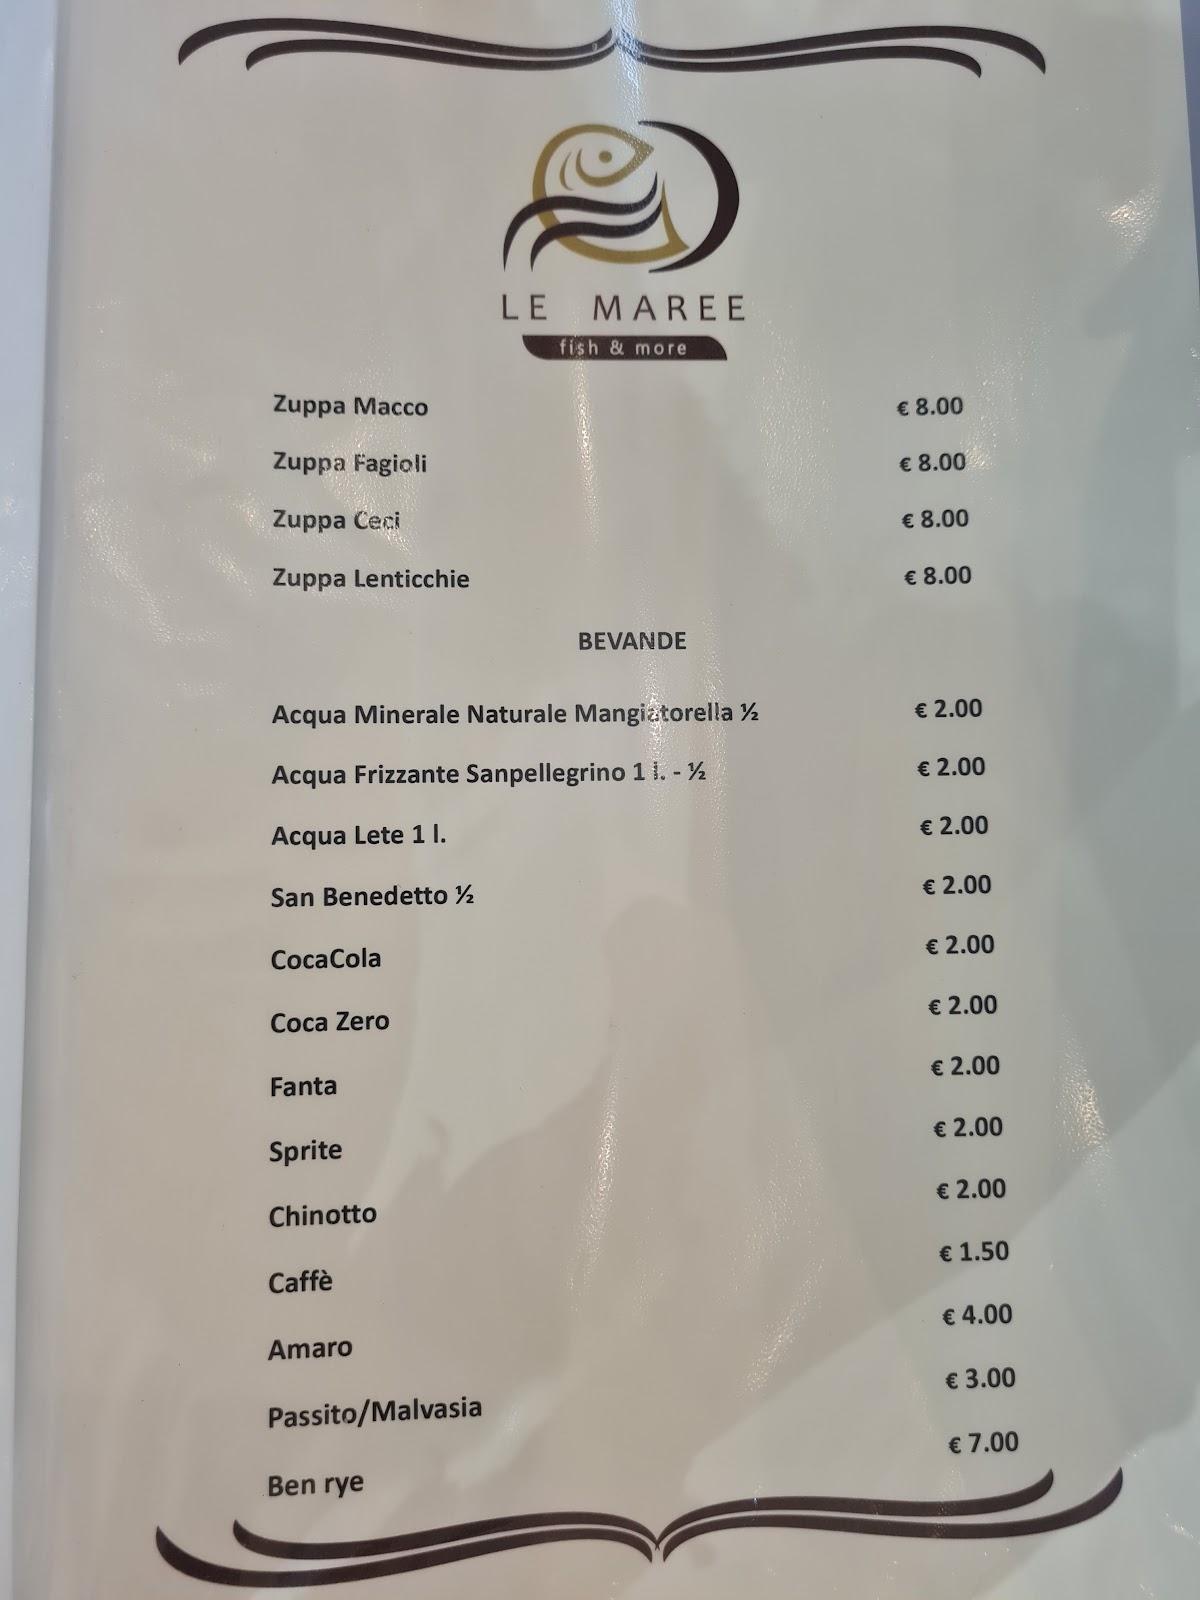 LE MAREE
fish & more
Zuppa Macco € 8.00
Zuppa Fagioli € 8.00
Zuppa Ceci € 8.00
Zuppa Lenticchie € 8.00
BEVANDE
Acqua Minerale Naturale Mangiatorella ½ € 2.00
Acqua Frizzante Sanpellegrino 1 l. - ½ € 2.00
Acqua Lete 1 l. € 2.00
San Benedetto ½ € 2.00
CocaCola € 2.00
Coca Zero € 2.00
Fanta € 2.00
Sprite € 2.00
Chinotto € 2.00
Caffè € 1.50
Amaro € 4.00
Passito/Malvasia € 3.00
Ben rye € 7.00